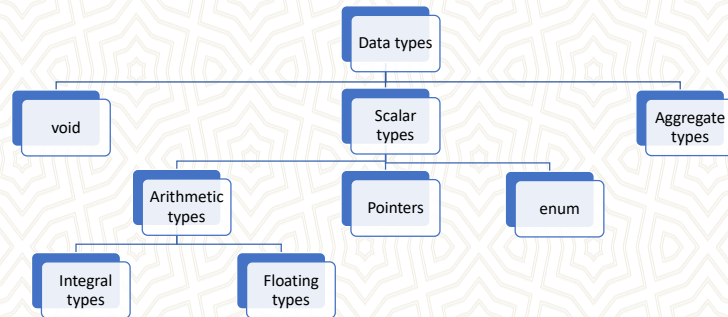 Data types
void
Scalar
types
Aggregate
types
Arithmetic
types
Pointers
enum
Integral
types
Floating
types